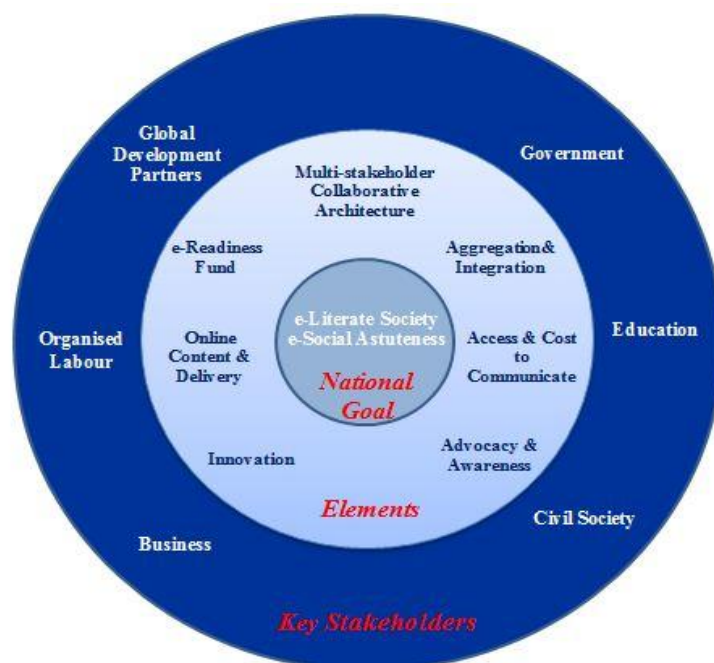 Global
Development
Partners
Government
Multi-stakeholder
Collaborative
Architecture
e-Readiness
Fund
Aggregation&
Integration
e-Literate Society
e-Social Astuteness
Organised
Labour
Online
Content &
Delivery
Access & Cost
to
Communicate
Education
National
Goal
Innovation
Advocacy &
Awareness
Elements
Business
Civil Society
Key Stakeholders